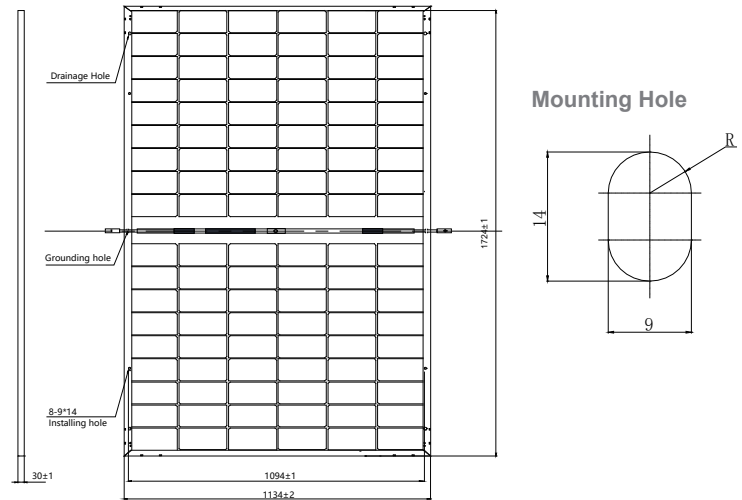 Drainage Hole
Mounting Hole
R
14
1724±1
Grounding hole
9
8-9*14
Installing hole
30±1
1094±1
1134±2